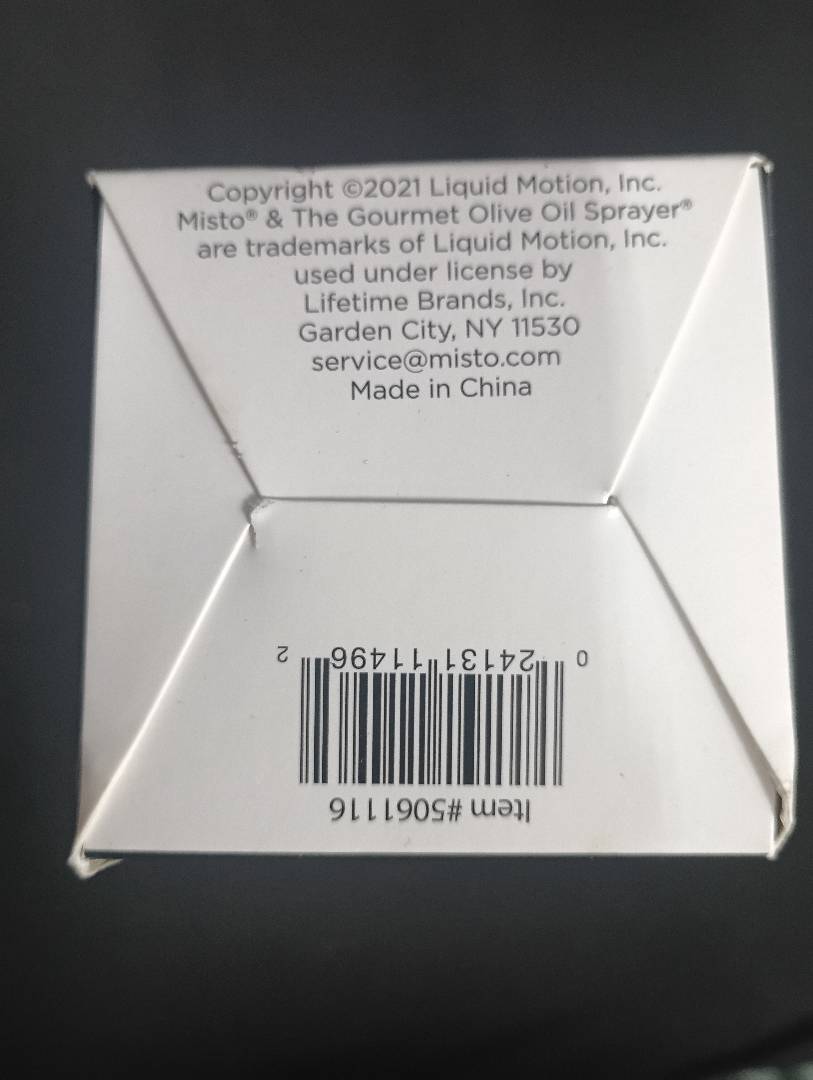 Copyright ©2021 Liquid Motion, Inc.
Misto® & The Gourmet Olive Oil Sprayer®
are trademarks of Liquid Motion, Inc.
used under license by
Lifetime Brands, Inc.
Garden City, NY 11530
service@misto.com
Made in China
Item #5061116
0 24131 11496 2